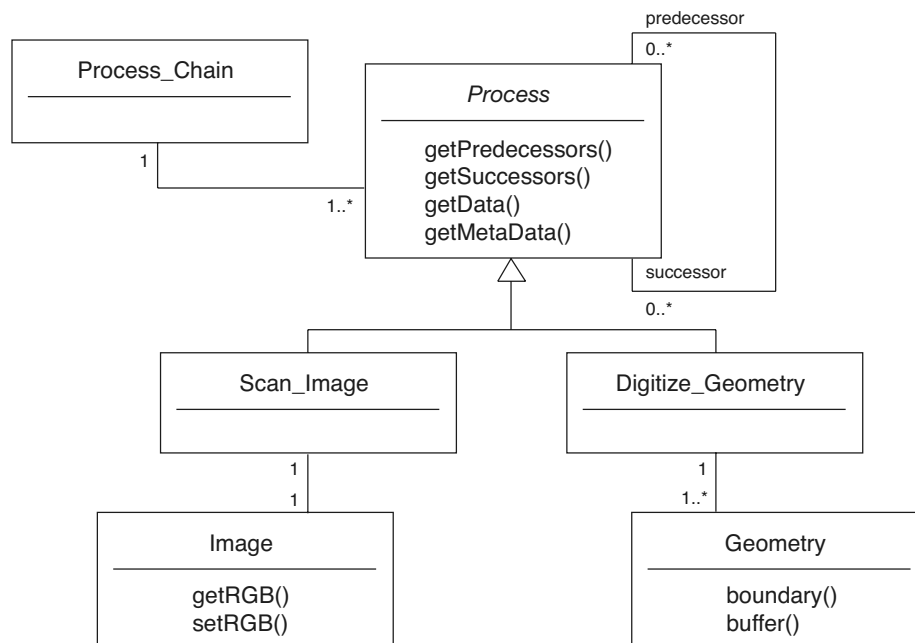 predecessor
0..*
Process_Chain
Process
getPredecessors()
getSuccessors()
getData()
getMetaData()
1
1..*
successor
0..*
Scan_Image
Digitize_Geometry
1
1
1
1..*
Image
getRGB()
setRGB()
Geometry
boundary()
buffer()